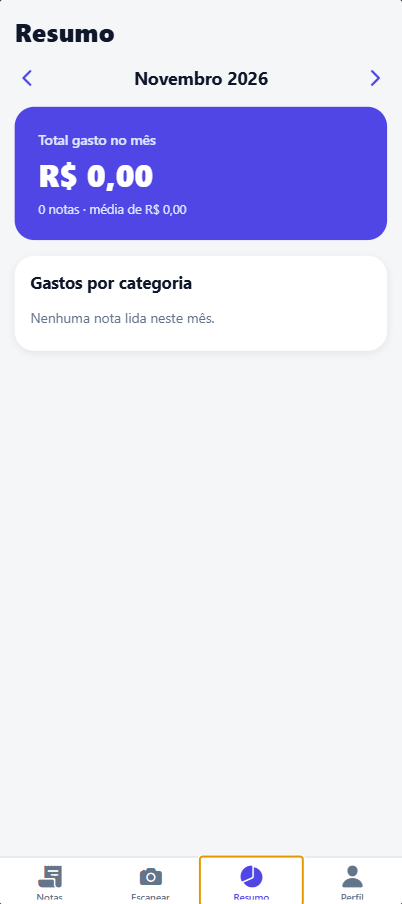 Resumo
Novembro 2026
Total gasto no mês
R$ 0,00
0 notas · média de R$ 0,00
Gastos por categoria
Nenhuma nota lida neste mês.
Notas
Escanear
Resumo
Perfil